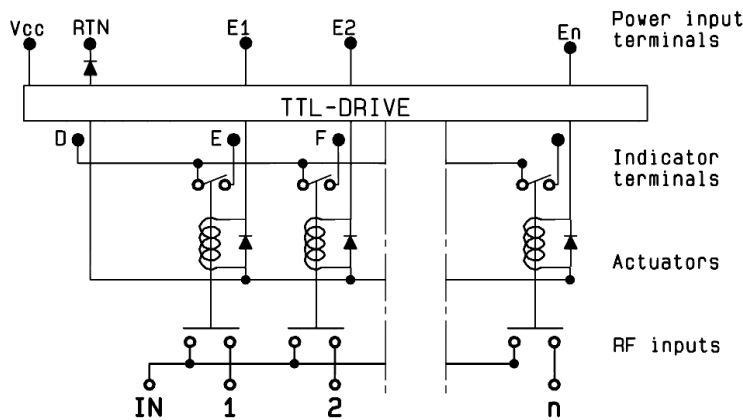 Vcc RTN E1 E2 En Power input
terminals
TTL-DRIVE
D E F Indicator
terminals
Actuators
RF inputs
IN 1 2 n